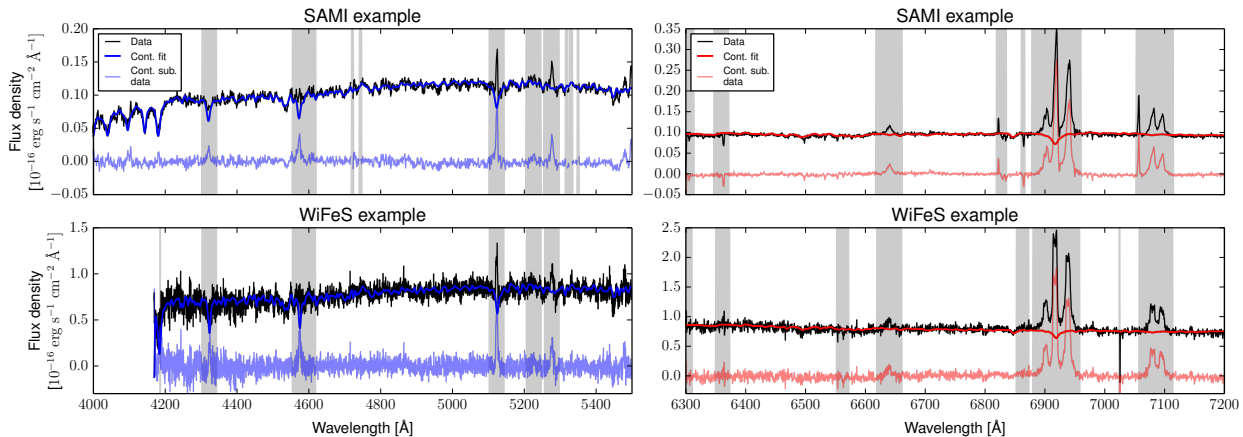 SAMI example
0.20
0.15
0.10
0.05
0.00
−0.05
Flux density
[10⁻¹⁶ erg s⁻¹ cm⁻² Å⁻¹]
Data
Cont. fit
Cont. sub.
data
SAMI example
0.35
0.30
0.25
0.20
0.15
0.10
0.05
0.00
−0.05
Data
Cont. fit
Cont. sub.
data
WiFeS example
1.5
1.0
0.5
0.0
Flux density
[10⁻¹⁶ erg s⁻¹ cm⁻² Å⁻¹]
4000 4200 4400 4600 4800 5000 5200 5400
Wavelength [Å]
WiFeS example
2.5
2.0
1.5
1.0
0.5
0.0
6300 6400 6500 6600 6700 6800 6900 7000 7100 7200
Wavelength [Å]